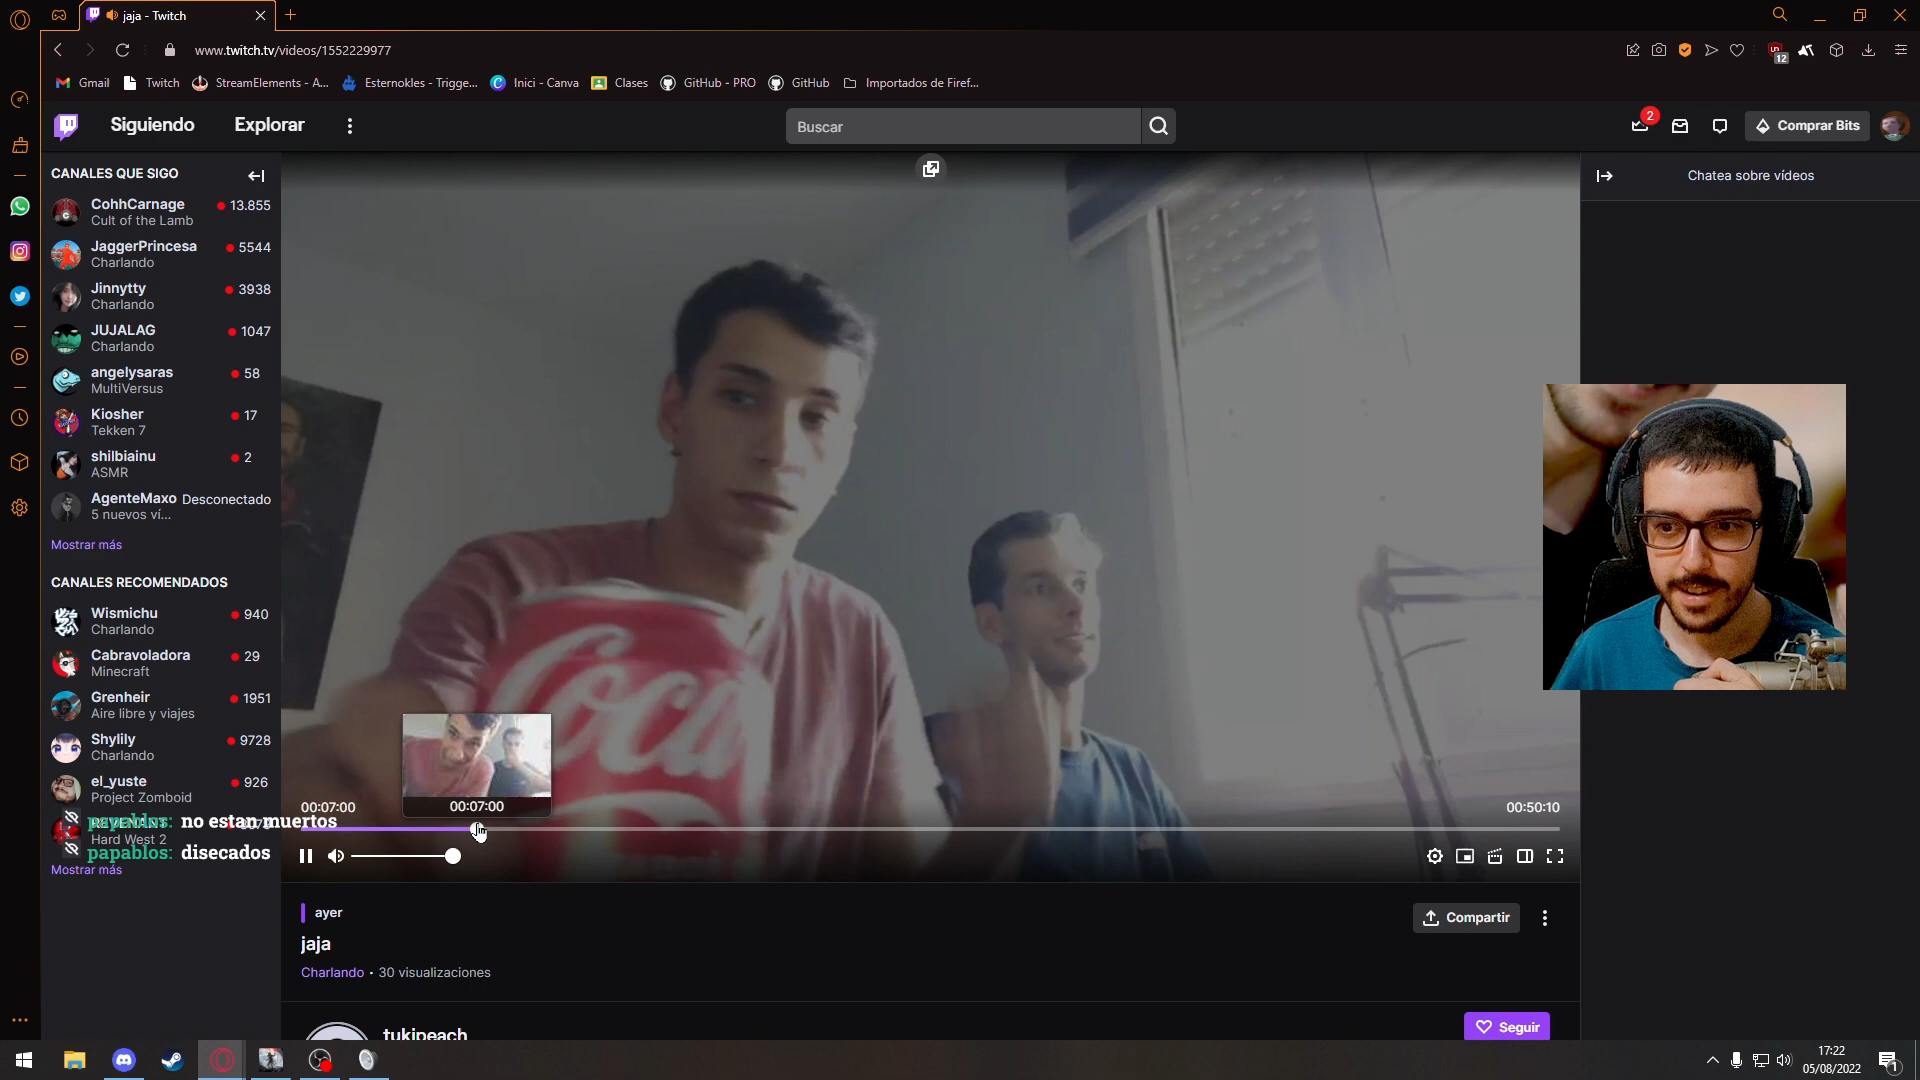 jaja - Twitch
www.twitch.tv/videos/1552229977
12
Gmail
Twitch
StreamElements - A...
Esternokles - Trigge...
Inici - Canva
Clases
GitHub - PRO
GitHub
Importados de Firef...
Siguiendo
Explorar
Buscar
2
Comprar Bits
CANALES QUE SIGO
CohhCarnage 13.855
Cult of the Lamb
JaggerPrincesa 5544
Charlando
Jinnytty 3938
Charlando
JUJALAG 1047
Charlando
angelysaras 58
MultiVersus
Kiosher 17
Tekken 7
shilbiainu 2
ASMR
AgenteMaxo Desconectado
5 nuevos ví...
Mostrar más
CANALES RECOMENDADOS
Wismichu 940
Charlando
Cabravoladora 29
Minecraft
Grenheir 1951
Aire libre y viajes
Shylily 9728
Charlando
el_yuste 926
Project Zomboid
papablus: no estan muertos
Hard West 2
papablos: disecados
Mostrar más
Chatea sobre vídeos
Coca
00:07:00
00:07:00
00:50:10
ayer
jaja
Charlando • 30 visualizaciones
Compartir
tukipeach
Seguir
17:22
05/08/2022
1